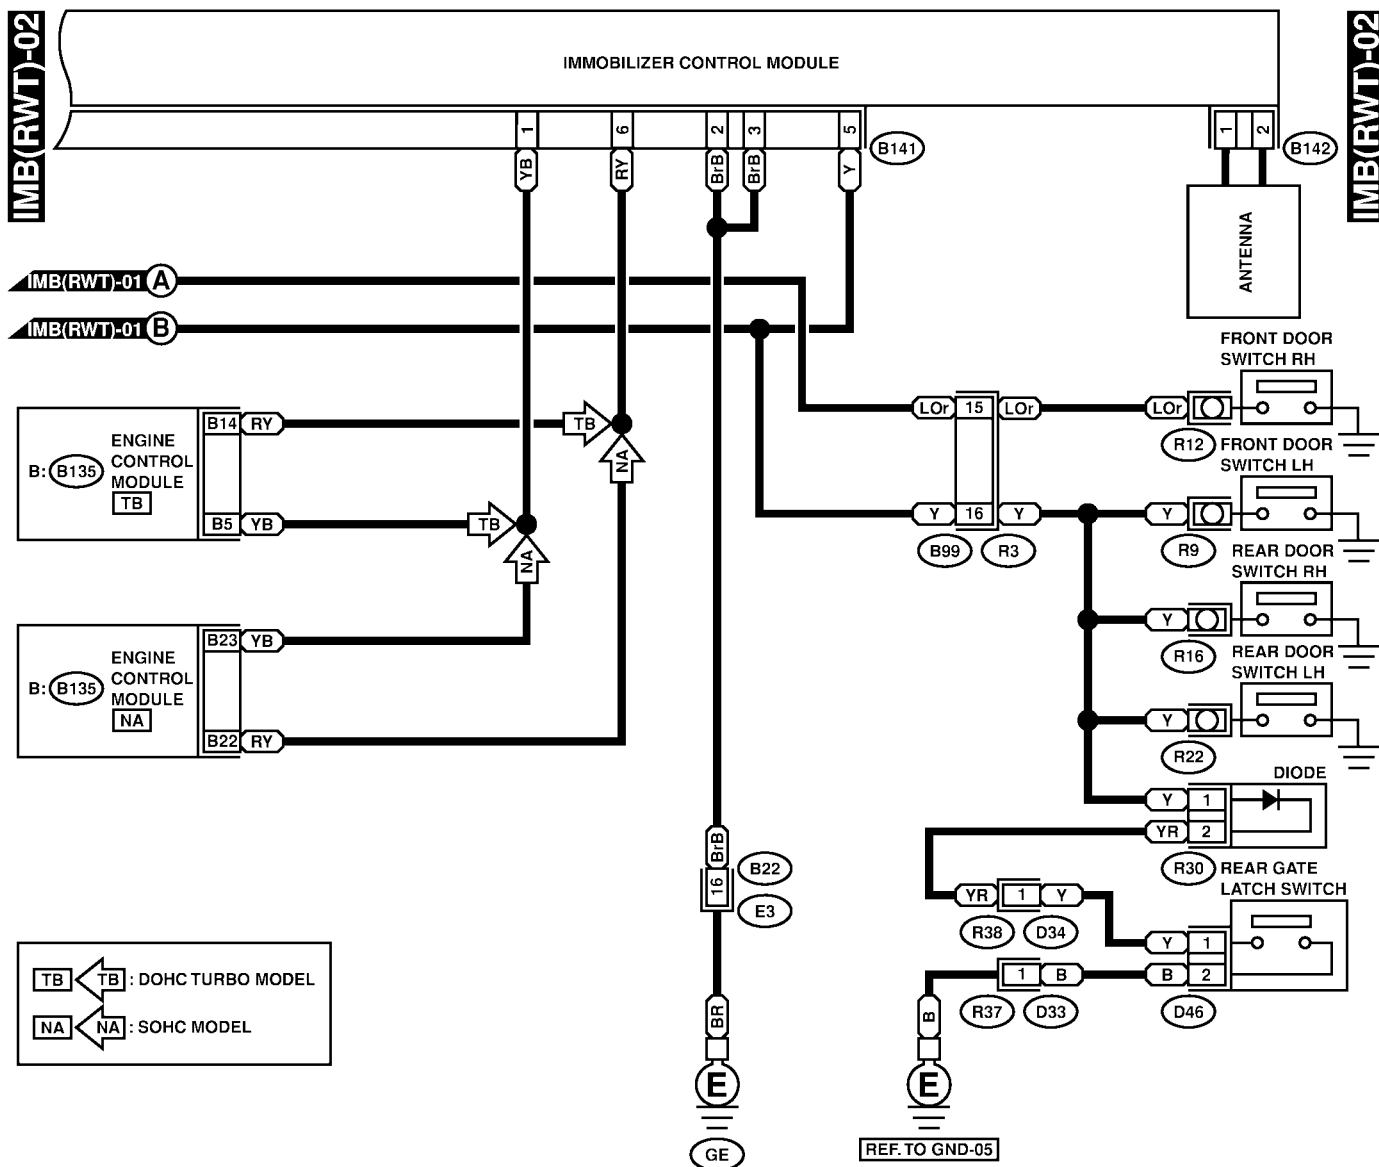 IMB(RWT)-02
IMB(RWT)-02
IMMOBILIZER CONTROL MODULE
1
6
2
3
5
B141
1
2
B142
YB
RY
BrB
BrB
Y
ANTENNA
IMB(RWT)-01 A
IMB(RWT)-01 B
FRONT DOOR
SWITCH RH
LOr
15
LOr
LOr
R12
FRONT DOOR
SWITCH LH
B14
RY
TB
NA
B: B135
ENGINE
CONTROL
MODULE
TB
B5
YB
TB
NA
Y
16
Y
Y
B99
R3
R9
REAR DOOR
SWITCH RH
Y
R16
REAR DOOR
SWITCH LH
B23
YB
B: B135
ENGINE
CONTROL
MODULE
NA
B22
RY
Y
R22
DIODE
Y
1
YR
2
R30
REAR GATE
LATCH SWITCH
BrB
16
B22
E3
YR
1
Y
R38
D34
Y
1
B
2
1
B
R37
D33
D46
TB
TB
: DOHC TURBO MODEL
NA
NA
: SOHC MODEL
BR
B
E
E
GE
REF. TO GND-05